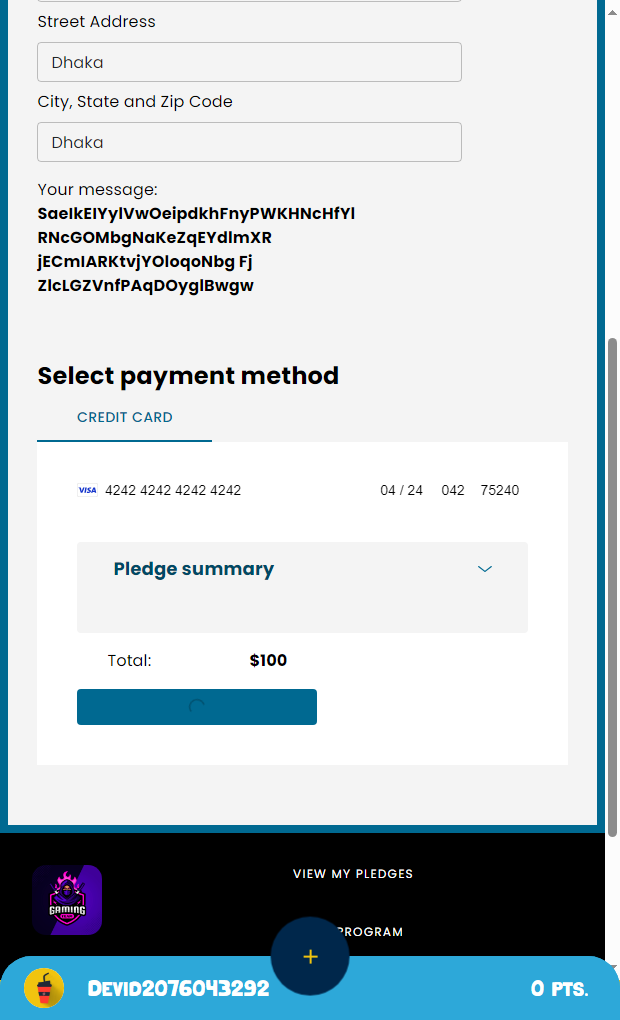 Street Address
Dhaka
City, State and Zip Code
Dhaka
Your message:
SaeIkEIYylVwOeipdkhFnyPWKHNcHfYl
RNcGOMbgNaKeZqEYdlmXR
jECmIARKtvjYOloqoNbg Fj
ZlcLGZVnfPAqDOyglBwgw
Select payment method
CREDIT CARD
VISA 4242 4242 4242 4242 04 / 24 042 75240
Pledge summary
Total: $100
VIEW MY PLEDGES
GAMING
PROGRAM
+
Devid2076043292 0 PTS.